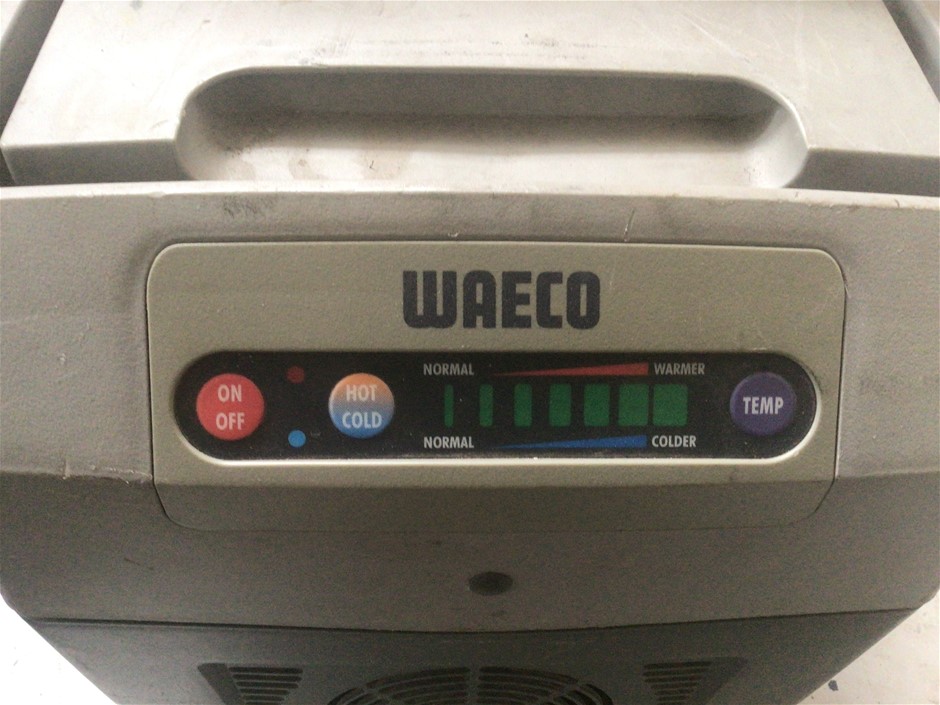 WAECO
ON
OFF
HOT
COLD
NORMAL WARMER
NORMAL COLDER
TEMP